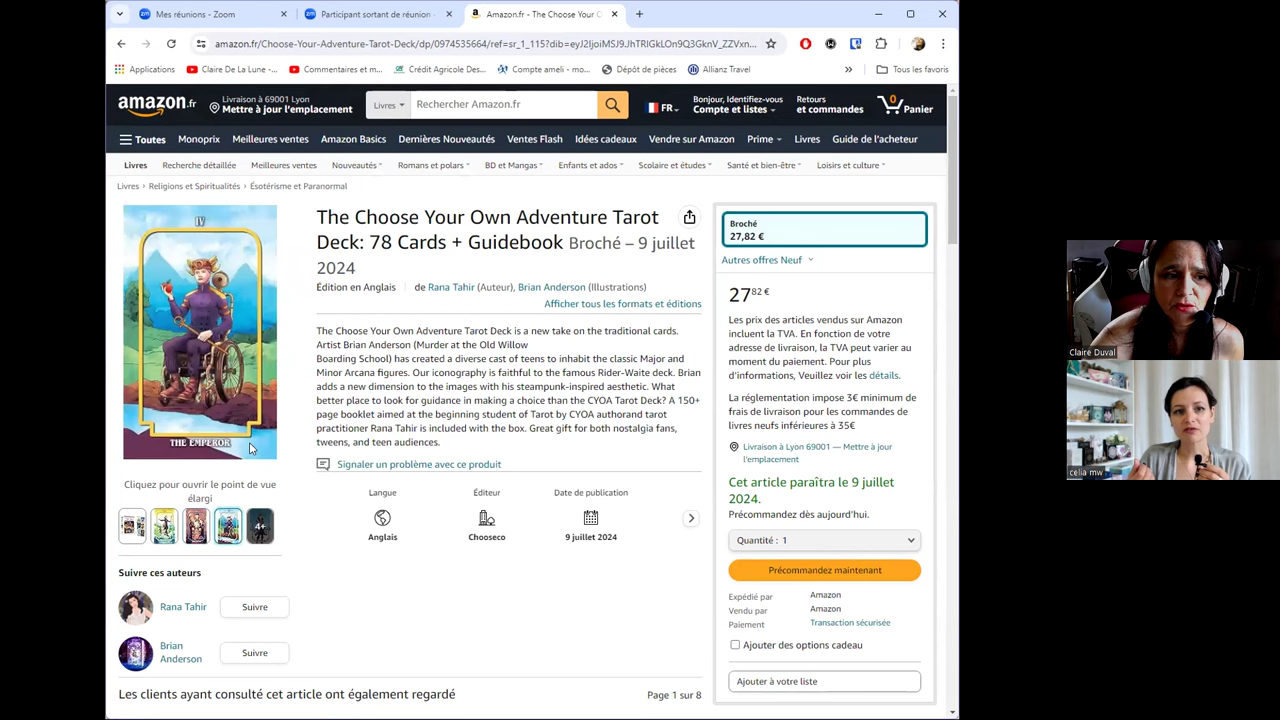 Mes réunions - Zoom
Participant sortant de réunion -
Amazon.fr - The Choose Your O
amazon.fr/Choose-Your-Adventure-Tarot-Deck/dp/0974535664/ref=sr_1_115?dib=
Applications
Claire De La Lune -...
Commentaires et m...
Crédit Agricole Des...
Compte ameli - mo...
Dépôt de pièces
Allianz Travel
Tous les favoris
amazon.fr
Livraison à 69001 Lyon
Mettre à jour l'emplacement
Livres
Rechercher Amazon.fr
FR
Bonjour, Identifiez-vous
Compte et listes
Retours
et commandes
0
Panier
Toutes
Monoprix
Meilleures ventes
Amazon Basics
Dernières Nouveautés
Ventes Flash
Idées cadeaux
Vendre sur Amazon
Prime
Livres
Guide de l'acheteur
Livres
Recherche détaillée
Meilleures ventes
Nouveautés
Romans et polars
BD et Mangas
Enfants et ados
Scolaire et études
Santé et bien-être
Loisirs et culture
Livres › Religions et Spiritualités › Ésotérisme et Paranormal
IV
THE EMPEROR
Cliquez pour ouvrir le point de vue
élargi
4+
Suivre ces auteurs
Rana Tahir
Suivre
Brian
Anderson
Suivre
The Choose Your Own Adventure Tarot
Deck: 78 Cards + Guidebook Broché – 9 juillet
2024
Édition en Anglais
de Rana Tahir (Auteur), Brian Anderson (Illustrations)
Afficher tous les formats et éditions
The Choose Your Own Adventure Tarot Deck is a new take on the traditional cards.
Artist Brian Anderson (Murder at the Old Willow
Boarding School) has created a diverse cast of teens to inhabit the classic Major and
Minor Arcana figures. Our iconography is faithful to the famous Rider-Waite deck. Brian
adds a new dimension to the images with his steampunk-inspired aesthetic. What
better place to look for guidance in making a choice than the CYOA Tarot Deck? A 150+
page booklet aimed at the beginning student of Tarot by CYOA authorand tarot
practitioner Rana Tahir is included with the box. Great gift for both nostalgia fans,
tweens, and teen audiences.
Signaler un problème avec ce produit
Langue
Anglais
Éditeur
Chooseco
Date de publication
9 juillet 2024
Broché
27,82 €
Autres offres Neuf
27 82 €
Les prix des articles vendus sur Amazon
incluent la TVA. En fonction de votre
adresse de livraison, la TVA peut varier au
moment du paiement. Pour plus
d'informations, Veuillez voir les détails.
La réglementation impose 3€ minimum de
frais de livraison pour les commandes de
livres neufs inférieures à 35€
Livraison à Lyon 69001 — Mettre à jour
l'emplacement
Cet article paraîtra le 9 juillet
2024.
Précommandez dès aujourd'hui.
Quantité : 1
Précommandez maintenant
Expédié par Amazon
Vendu par Amazon
Paiement Transaction sécurisée
Ajouter des options cadeau
Ajouter à votre liste
Les clients ayant consulté cet article ont également regardé
Page 1 sur 8
Claire Duval
celia mw